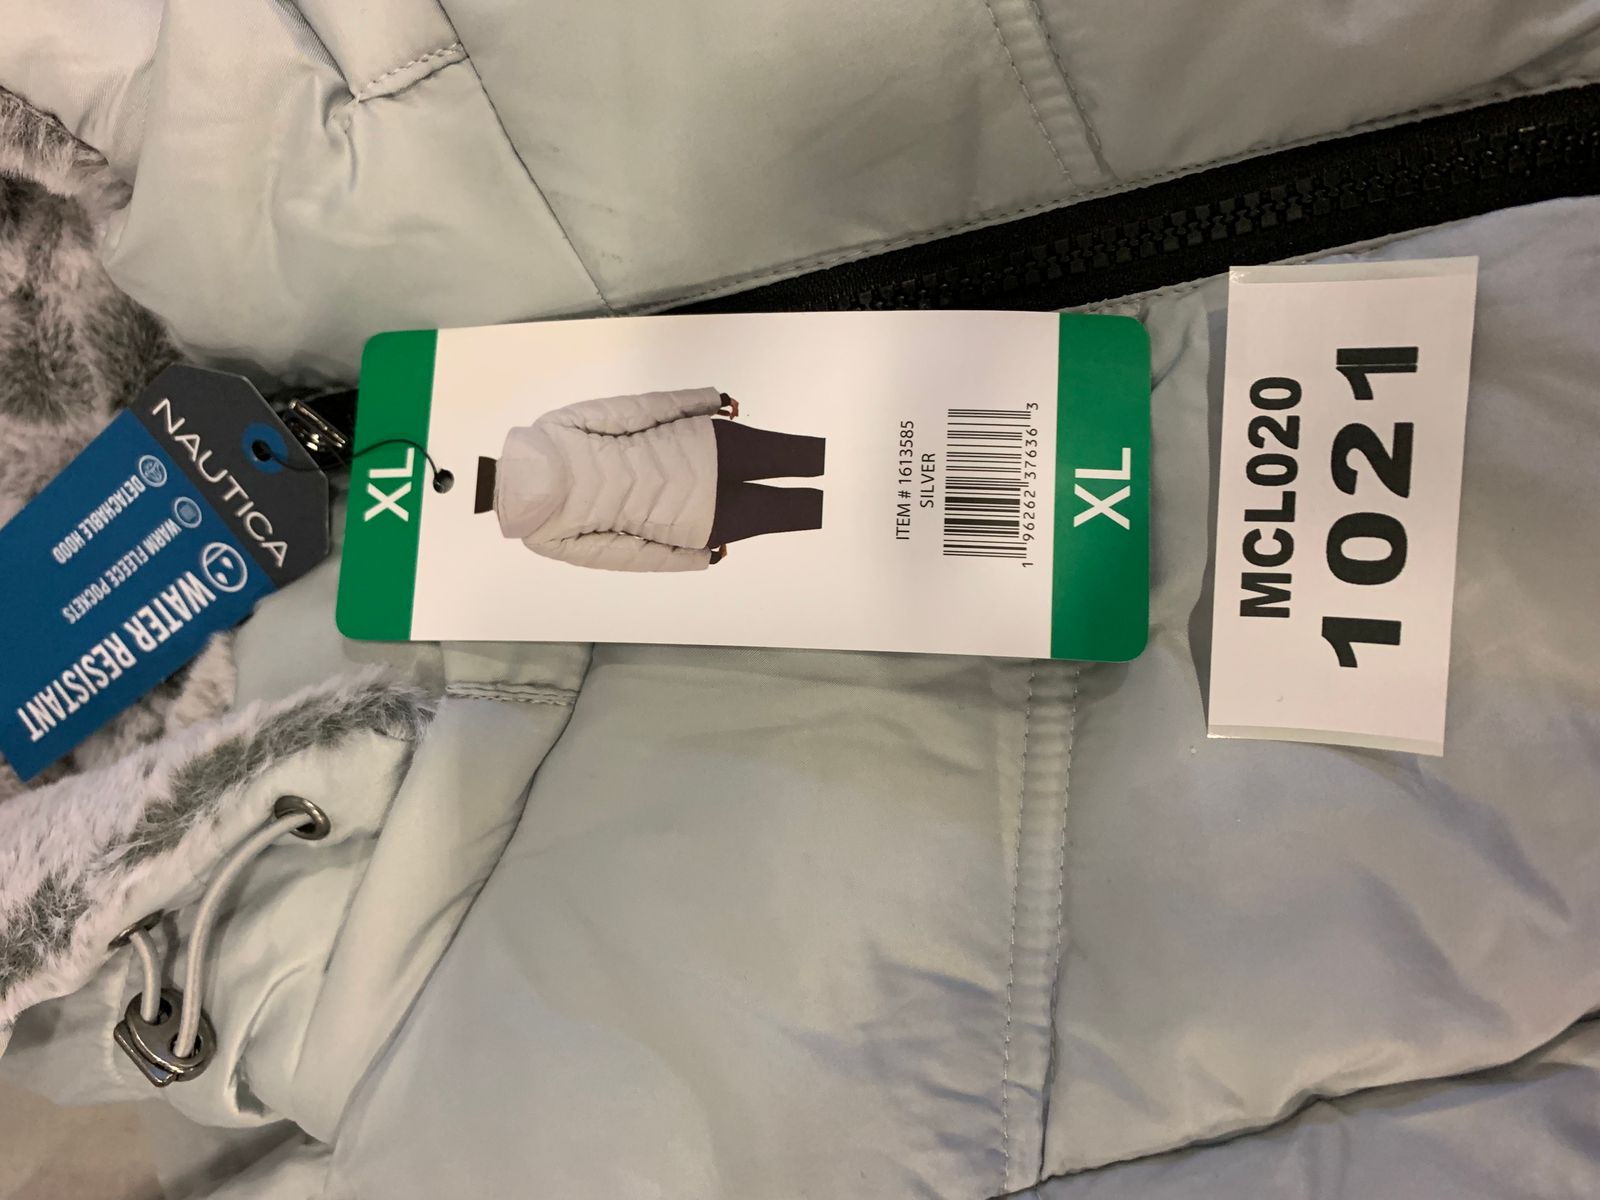 NAUTICA
DETACHABLE HOOD
WARM FLEECE POCKETS
WATER RESISTANT
XL
ITEM # 1613585
SILVER
1 96262 37636 3
XL
MCL020
1021